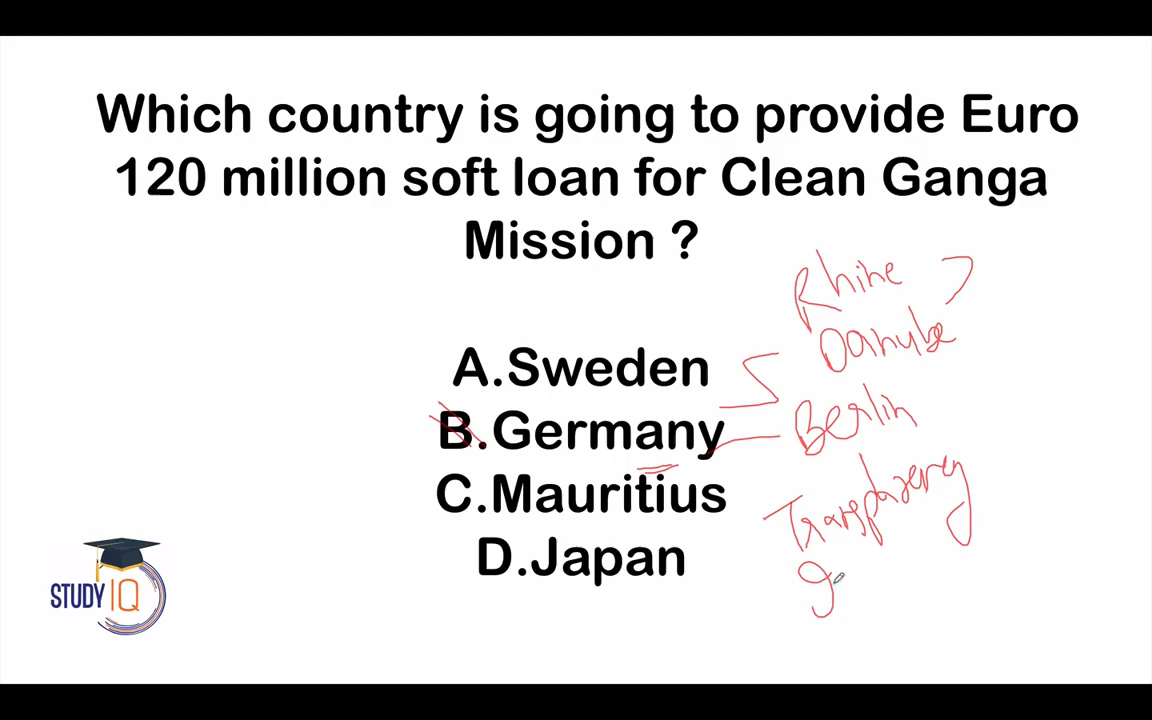 Which country is going to provide Euro
120 million soft loan for Clean Ganga
Mission ?
Rhine
Danube
A.Sweden
B.Germany
Berlin
C.Mauritius
Transparency
D.Japan
STUDY IQ